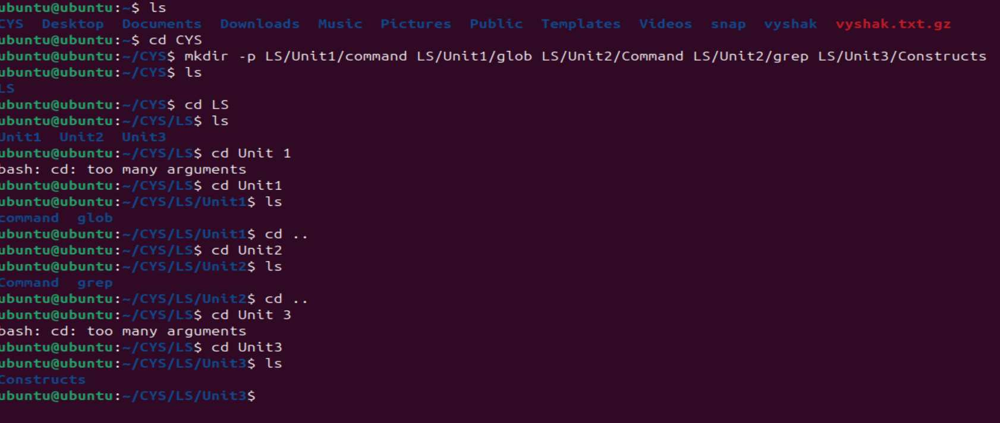 ubuntu@ubuntu:~$ ls
CYS  Desktop  Documents  Downloads  Music  Pictures  Public  Templates  Videos  snap  vyshak  vyshak.txt.gz
ubuntu@ubuntu:~$ cd CYS
ubuntu@ubuntu:~/CYS$ mkdir -p LS/Unit1/command LS/Unit1/glob LS/Unit2/Command LS/Unit2/grep LS/Unit3/Constructs
ubuntu@ubuntu:~/CYS$ ls
LS
ubuntu@ubuntu:~/CYS$ cd LS
ubuntu@ubuntu:~/CYS/LS$ ls
Unit1  Unit2  Unit3
ubuntu@ubuntu:~/CYS/LS$ cd Unit 1
bash: cd: too many arguments
ubuntu@ubuntu:~/CYS/LS$ cd Unit1
ubuntu@ubuntu:~/CYS/LS/Unit1$ ls
command  glob
ubuntu@ubuntu:~/CYS/LS/Unit1$ cd ..
ubuntu@ubuntu:~/CYS/LS$ cd Unit2
ubuntu@ubuntu:~/CYS/LS/Unit2$ ls
Command  grep
ubuntu@ubuntu:~/CYS/LS/Unit2$ cd ..
ubuntu@ubuntu:~/CYS/LS$ cd Unit 3
bash: cd: too many arguments
ubuntu@ubuntu:~/CYS/LS$ cd Unit3
ubuntu@ubuntu:~/CYS/LS/Unit3$ ls
Constructs
ubuntu@ubuntu:~/CYS/LS/Unit3$